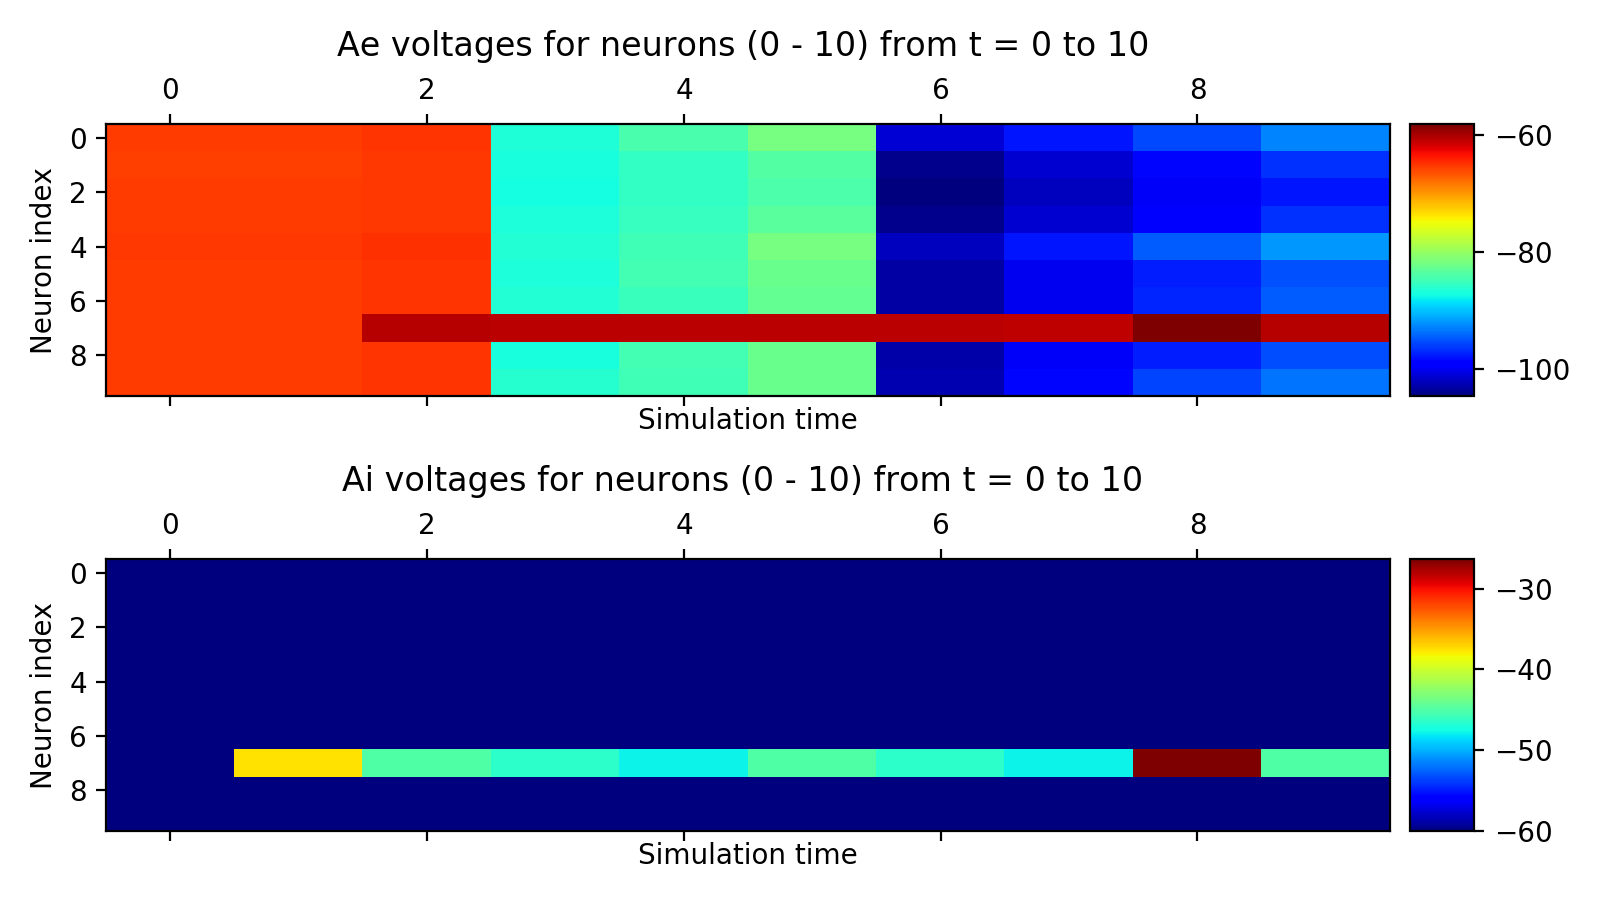 Ae voltages for neurons (0 - 10) from t = 0 to 10
0 2 4 6 8
Neuron index
0
2
4
6
8
Simulation time
−60
−80
−100
Ai voltages for neurons (0 - 10) from t = 0 to 10
0 2 4 6 8
Neuron index
0
2
4
6
8
Simulation time
−30
−40
−50
−60